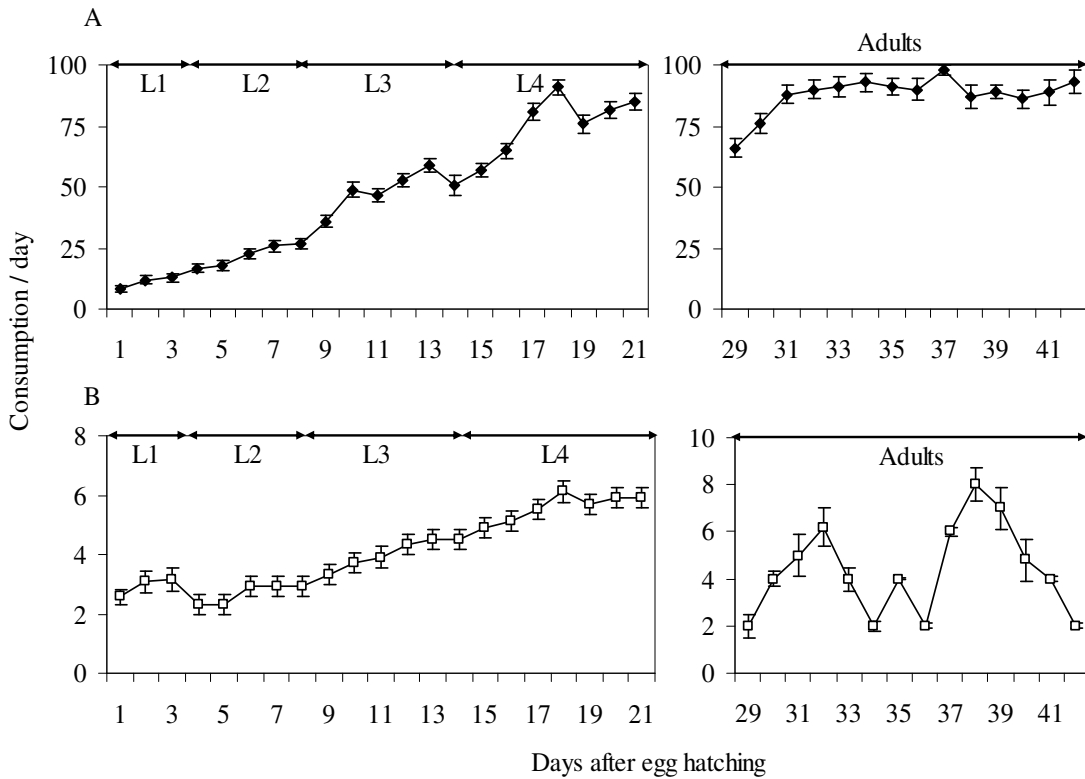 A
Adults
L1 L2 L3 L4
100
75
50
25
0
1 3 5 7 9 11 13 15 17 19 21
100
75
50
25
0
29 31 33 35 37 39 41
Consumption / day
B
L1 L2 L3 L4
8
6
4
2
0
1 3 5 7 9 11 13 15 17 19 21
Adults
10
8
6
4
2
0
29 31 33 35 37 39 41
Days after egg hatching